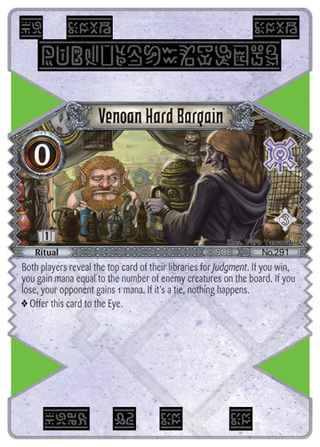 Venoan Hard Bargain
0
1
3
Ritual
No.291
Both players reveal the top card of their libraries for Judgment. If you win,
you gain mana equal to the number of enemy creatures on the board. If you
lose, your opponent gains 1 mana. If it's a tie, nothing happens.
❖ Offer this card to the Eye.